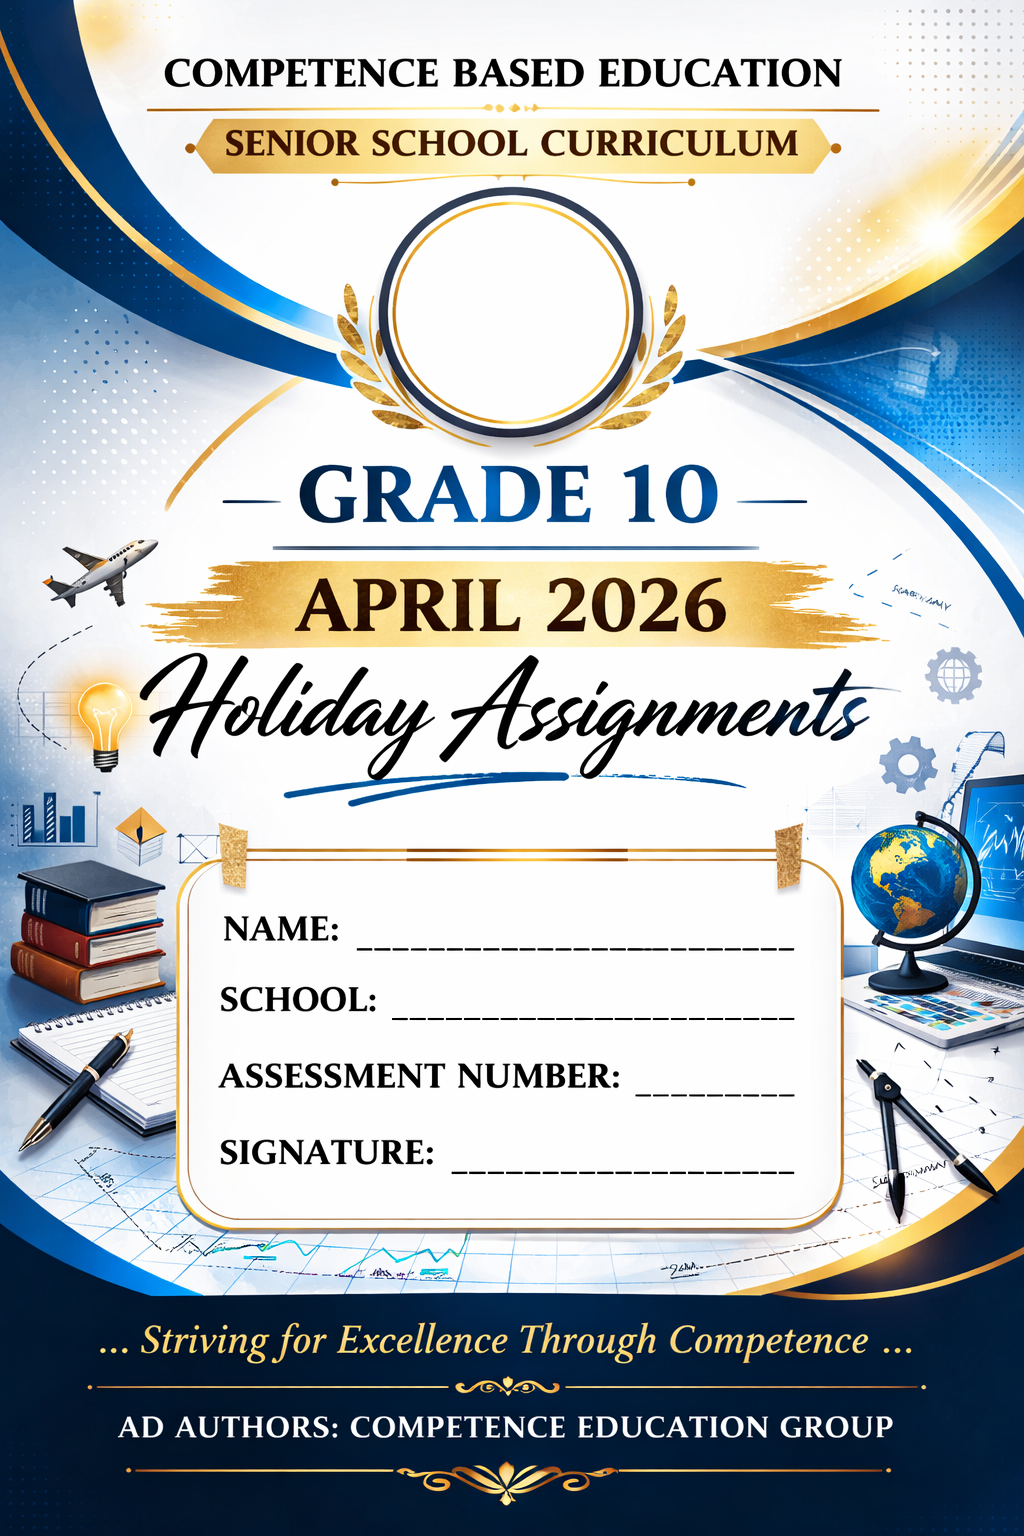 COMPETENCE BASED EDUCATION
SENIOR SCHOOL CURRICULUM
GRADE 10
APRIL 2026
Holiday Assignments
NAME: ________________________
SCHOOL: ______________________
ASSESSMENT NUMBER: _________
SIGNATURE: ___________________
... Striving for Excellence Through Competence ...
AD AUTHORS: COMPETENCE EDUCATION GROUP